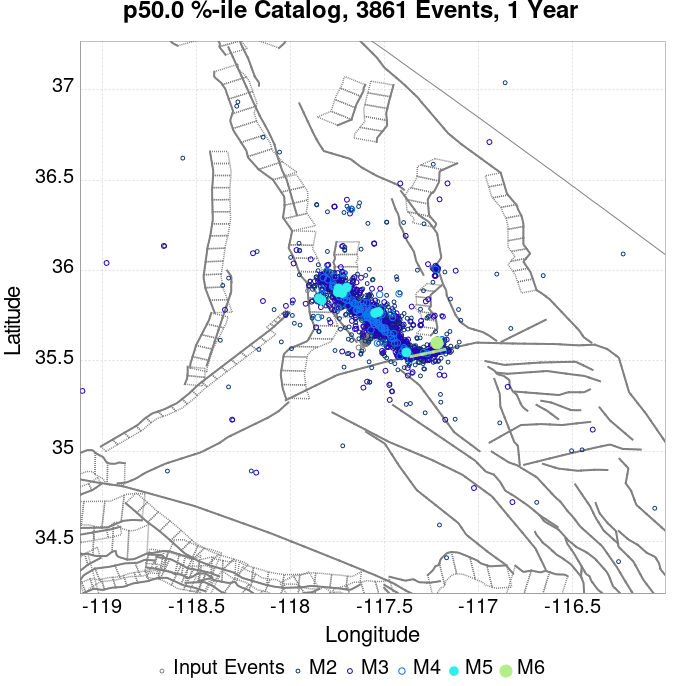 p50.0 %-ile Catalog, 3861 Events, 1 Year
37
36.5
36
35.5
35
34.5
Latitude
-119 -118.5 -118 -117.5 -117 -116.5
Longitude
Input Events M2 M3 M4 M5 M6